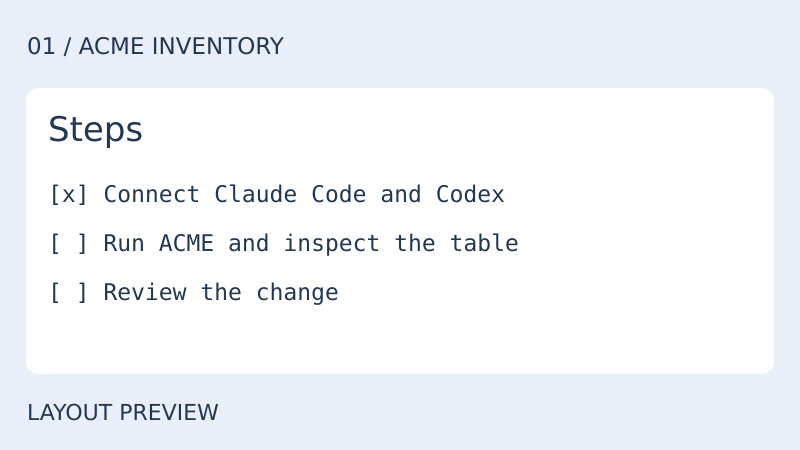 01 / ACME INVENTORY
Steps
[x] Connect Claude Code and Codex
[ ] Run ACME and inspect the table
[ ] Review the change
LAYOUT PREVIEW